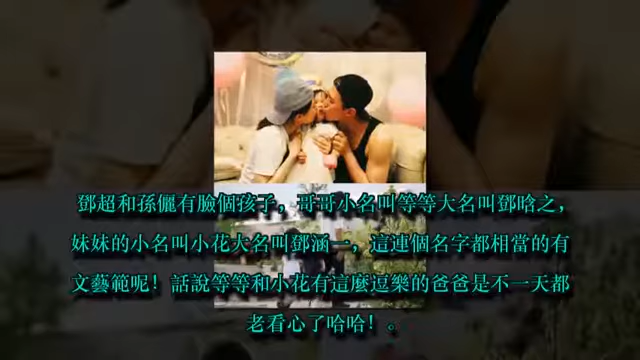 鄧超和孫儷有臉個孩子，哥哥小名叫等等大名叫鄧晗之，
妹妹的小名叫小花大名叫鄧涵一，這連個名字都相當的有
文藝範呢！話說等等和小花有這麼逗樂的爸爸是不一天都
老看心了哈哈！。